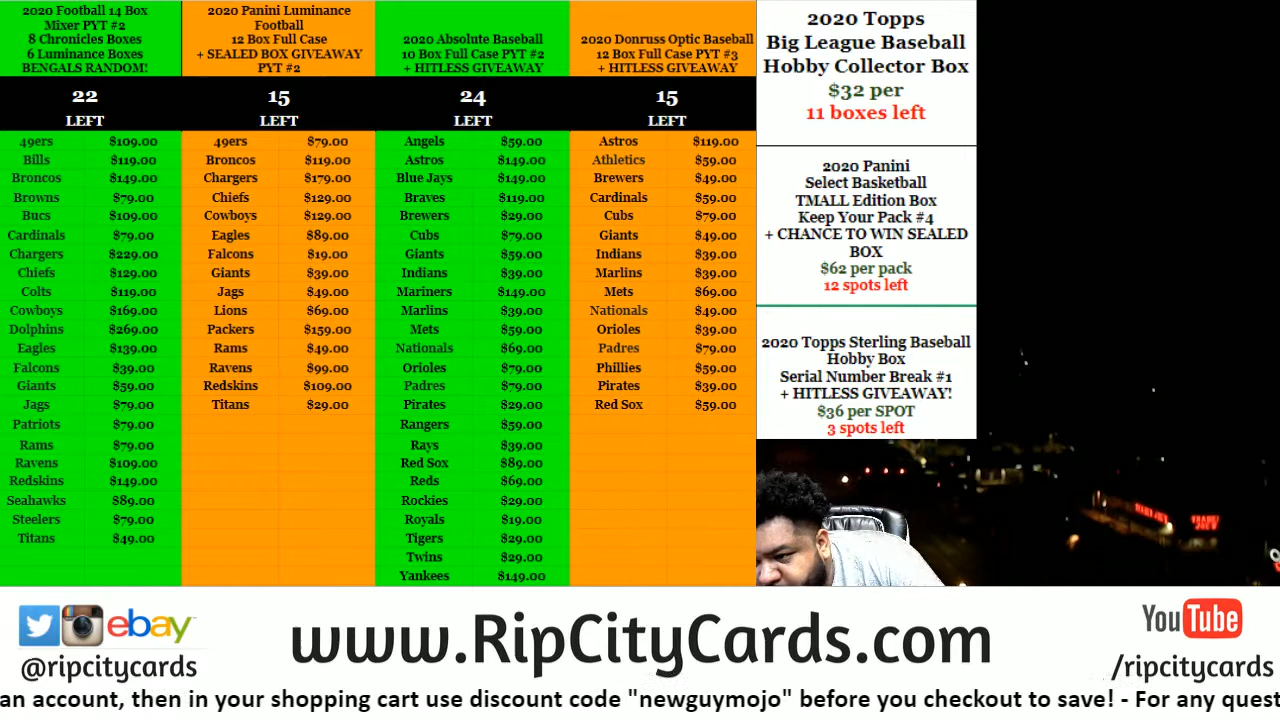 2020 Football 14 Box
Mixer PYT #2
8 Chronicles Boxes
6 Luminance Boxes
BENGALS RANDOM!
22
LEFT
49ers $109.00
Bills $119.00
Broncos $149.00
Browns $79.00
Bucs $109.00
Cardinals $79.00
Chargers $229.00
Chiefs $129.00
Colts $119.00
Cowboys $169.00
Dolphins $269.00
Eagles $139.00
Falcons $39.00
Giants $59.00
Jags $79.00
Patriots $79.00
Rams $79.00
Ravens $109.00
Redskins $149.00
Seahawks $89.00
Steelers $79.00
Titans $49.00
2020 Panini Luminance
Football
12 Box Full Case
+ SEALED BOX GIVEAWAY
PYT #2
15
LEFT
49ers $79.00
Broncos $119.00
Chargers $179.00
Chiefs $129.00
Cowboys $129.00
Eagles $89.00
Falcons $19.00
Giants $39.00
Jags $49.00
Lions $69.00
Packers $159.00
Rams $49.00
Ravens $99.00
Redskins $109.00
Titans $29.00
2020 Absolute Baseball
10 Box Full Case PYT #2
+ HITLESS GIVEAWAY
24
LEFT
Angels $59.00
Astros $149.00
Blue Jays $149.00
Braves $119.00
Brewers $29.00
Cubs $79.00
Giants $59.00
Indians $39.00
Mariners $149.00
Marlins $39.00
Mets $59.00
Nationals $69.00
Orioles $79.00
Padres $79.00
Pirates $29.00
Rangers $59.00
Rays $39.00
Red Sox $89.00
Reds $69.00
Rockies $29.00
Royals $19.00
Tigers $29.00
Twins $29.00
Yankees $149.00
2020 Donruss Optic Baseball
12 Box Full Case PYT #3
+ HITLESS GIVEAWAY
15
LEFT
Astros $119.00
Athletics $59.00
Brewers $49.00
Cardinals $59.00
Cubs $79.00
Giants $49.00
Indians $39.00
Marlins $39.00
Mets $69.00
Nationals $49.00
Orioles $39.00
Padres $79.00
Phillies $59.00
Pirates $39.00
Red Sox $59.00
2020 Topps
Big League Baseball
Hobby Collector Box
$32 per
11 boxes left
2020 Panini
Select Basketball
TMALL Edition Box
Keep Your Pack #4
+ CHANCE TO WIN SEALED
BOX
$62 per pack
12 spots left
2020 Topps Sterling Baseball
Hobby Box
Serial Number Break #1
+ HITLESS GIVEAWAY!
$36 per SPOT
3 spots left
ebay
@ripcitycards
www.RipCityCards.com
YouTube
/ripcitycards
an account, then in your shopping cart use discount code "newguymojo" before you checkout to save! - For any quest